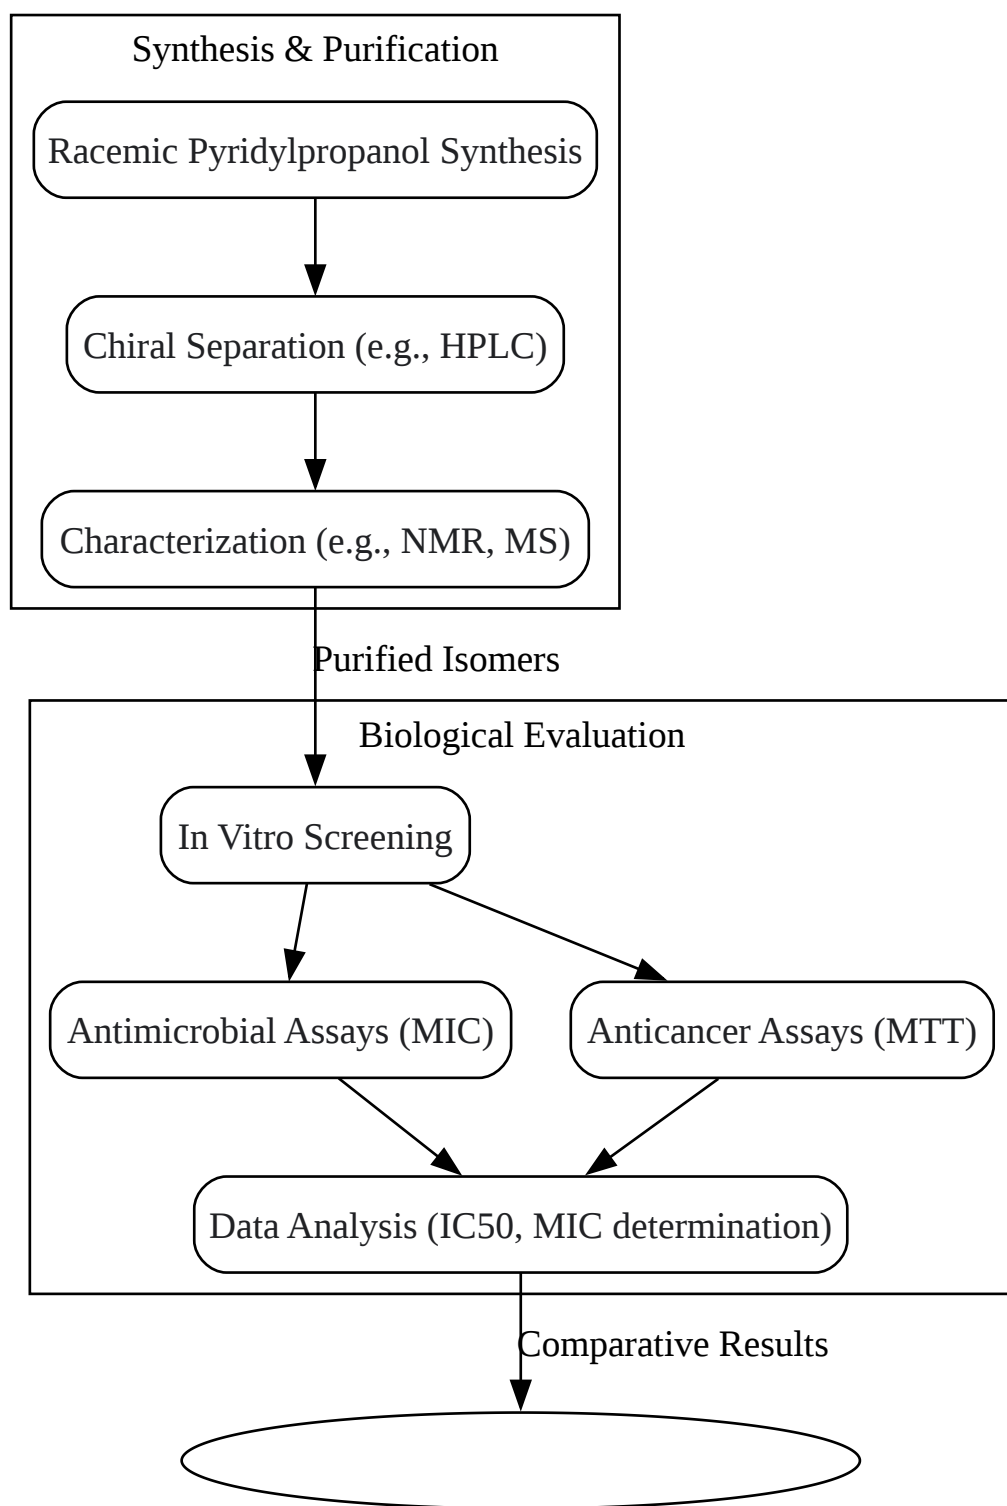 Synthesis & Purification
Racemic Pyridylpropanol Synthesis
Chiral Separation (e.g., HPLC)
Characterization (e.g., NMR, MS)
Purified Isomers
Biological Evaluation
In Vitro Screening
Antimicrobial Assays (MIC)
Anticancer Assays (MTT)
Data Analysis (IC50, MIC determination)
Comparative Results